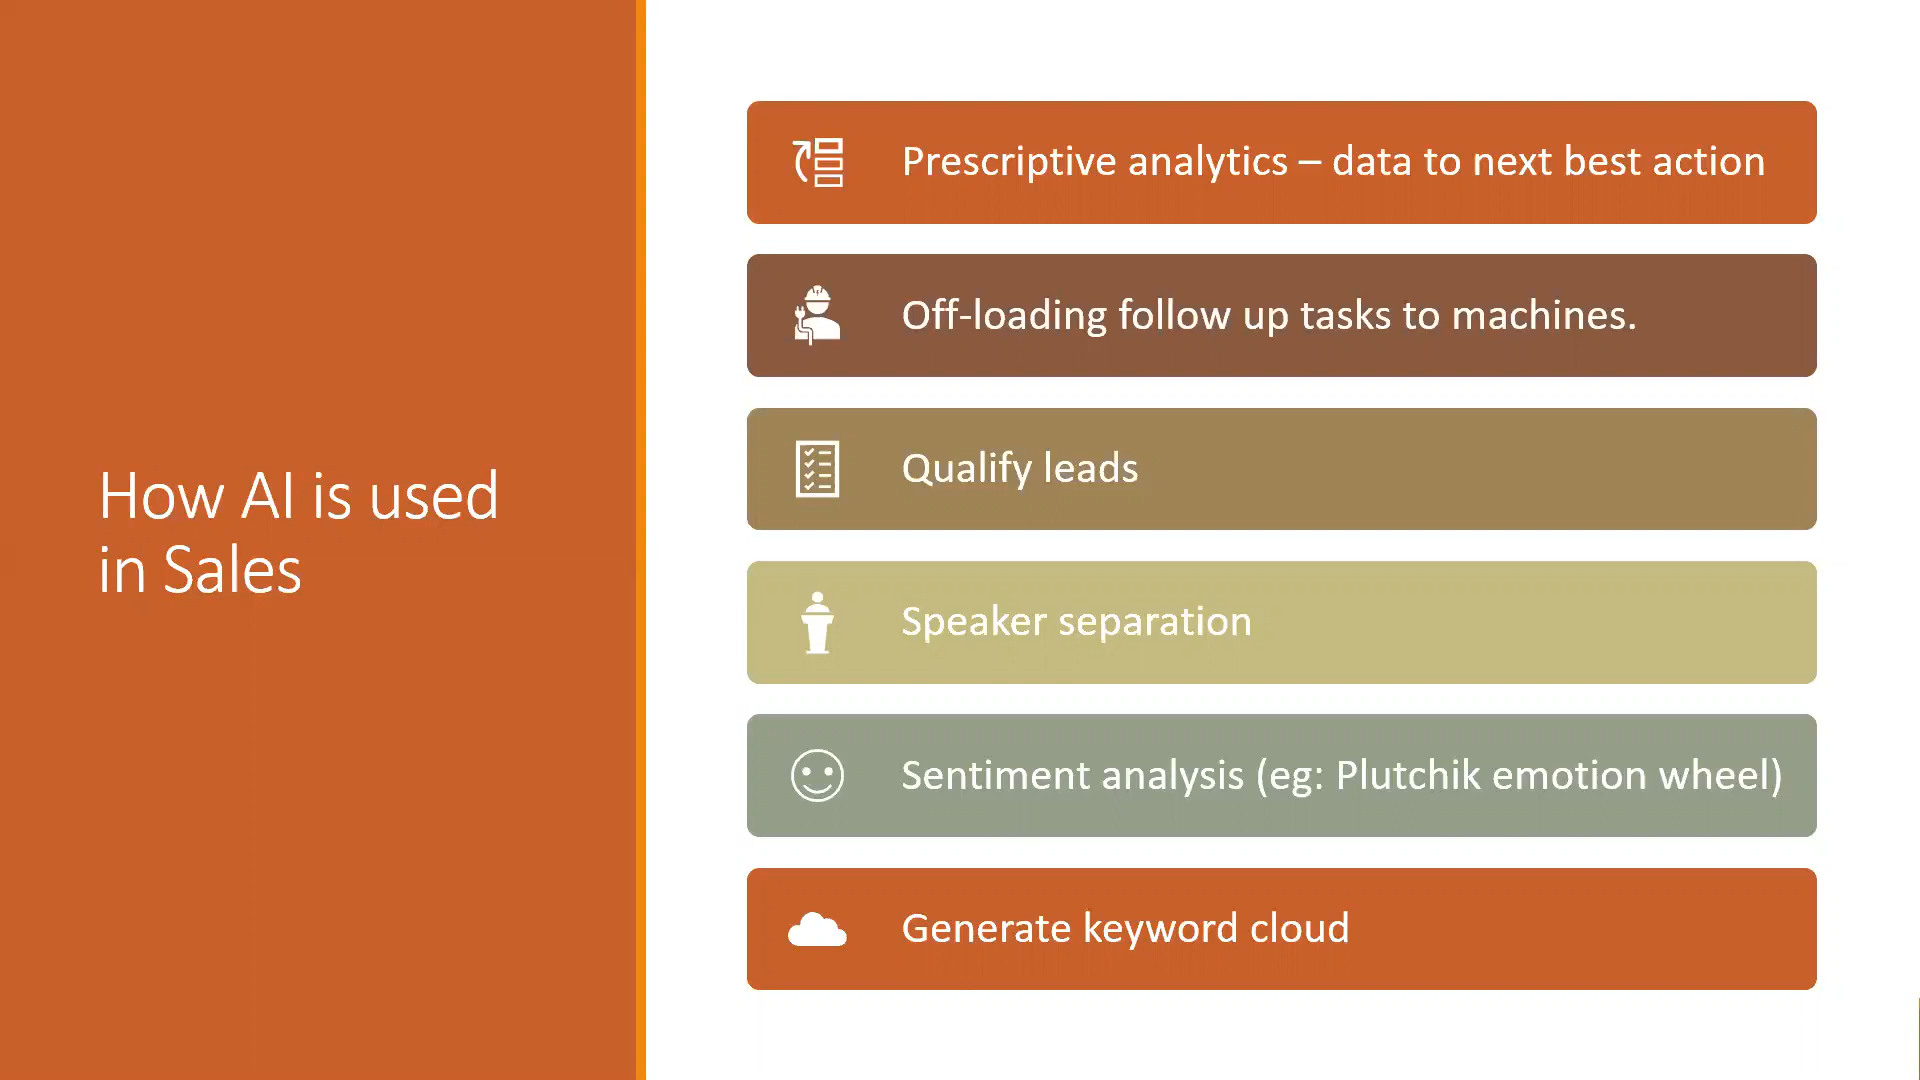 How AI is used
in Sales
Prescriptive analytics – data to next best action
Off-loading follow up tasks to machines.
Qualify leads
Speaker separation
Sentiment analysis (eg: Plutchik emotion wheel)
Generate keyword cloud